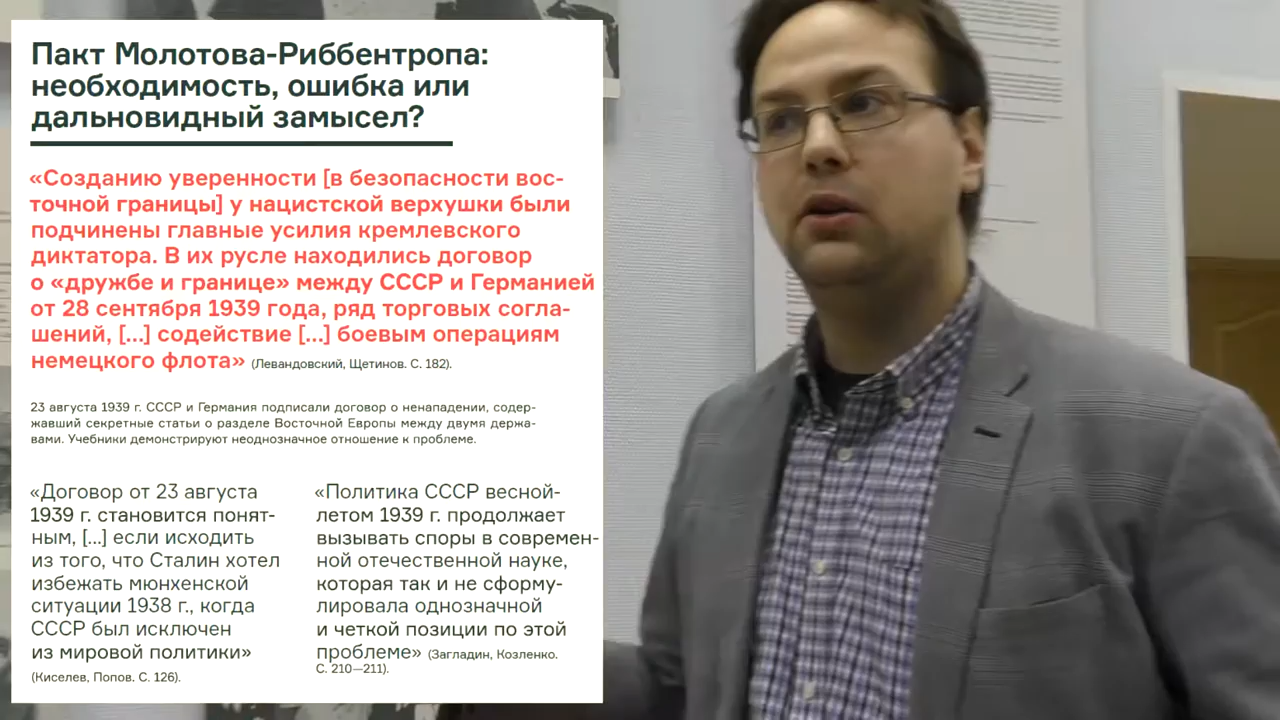 Пакт Молотова-Риббентропа:
необходимость, ошибка или
дальновидный замысел?
«Созданию уверенности [в безопасности вос-
точной границы] у нацистской верхушки были
подчинены главные усилия кремлевского
диктатора. В их русле находились договор
о «дружбе и границе» между СССР и Германией
от 28 сентября 1939 года, ряд торговых согла-
шений, [...] содействие [...] боевым операциям
немецкого флота» (Левандовский, Щетинов. С. 182).
23 августа 1939 г. СССР и Германия подписали договор о ненападении, содер-
жавший секретные статьи о разделе Восточной Европы между двумя держа-
вами. Учебники демонстрируют неоднозначное отношение к проблеме.
«Договор от 23 августа
1939 г. становится понят-
ным, [...] если исходить
из того, что Сталин хотел
избежать мюнхенской
ситуации 1938 г., когда
СССР был исключен
из мировой политики»
(Киселев, Попов. С. 126).
«Политика СССР весной-
летом 1939 г. продолжает
вызывать споры в современ-
ной отечественной науке,
которая так и не сформу-
лировала однозначной
и четкой позиции по этой
проблеме» (Загладин, Козленко.
С. 210—211).